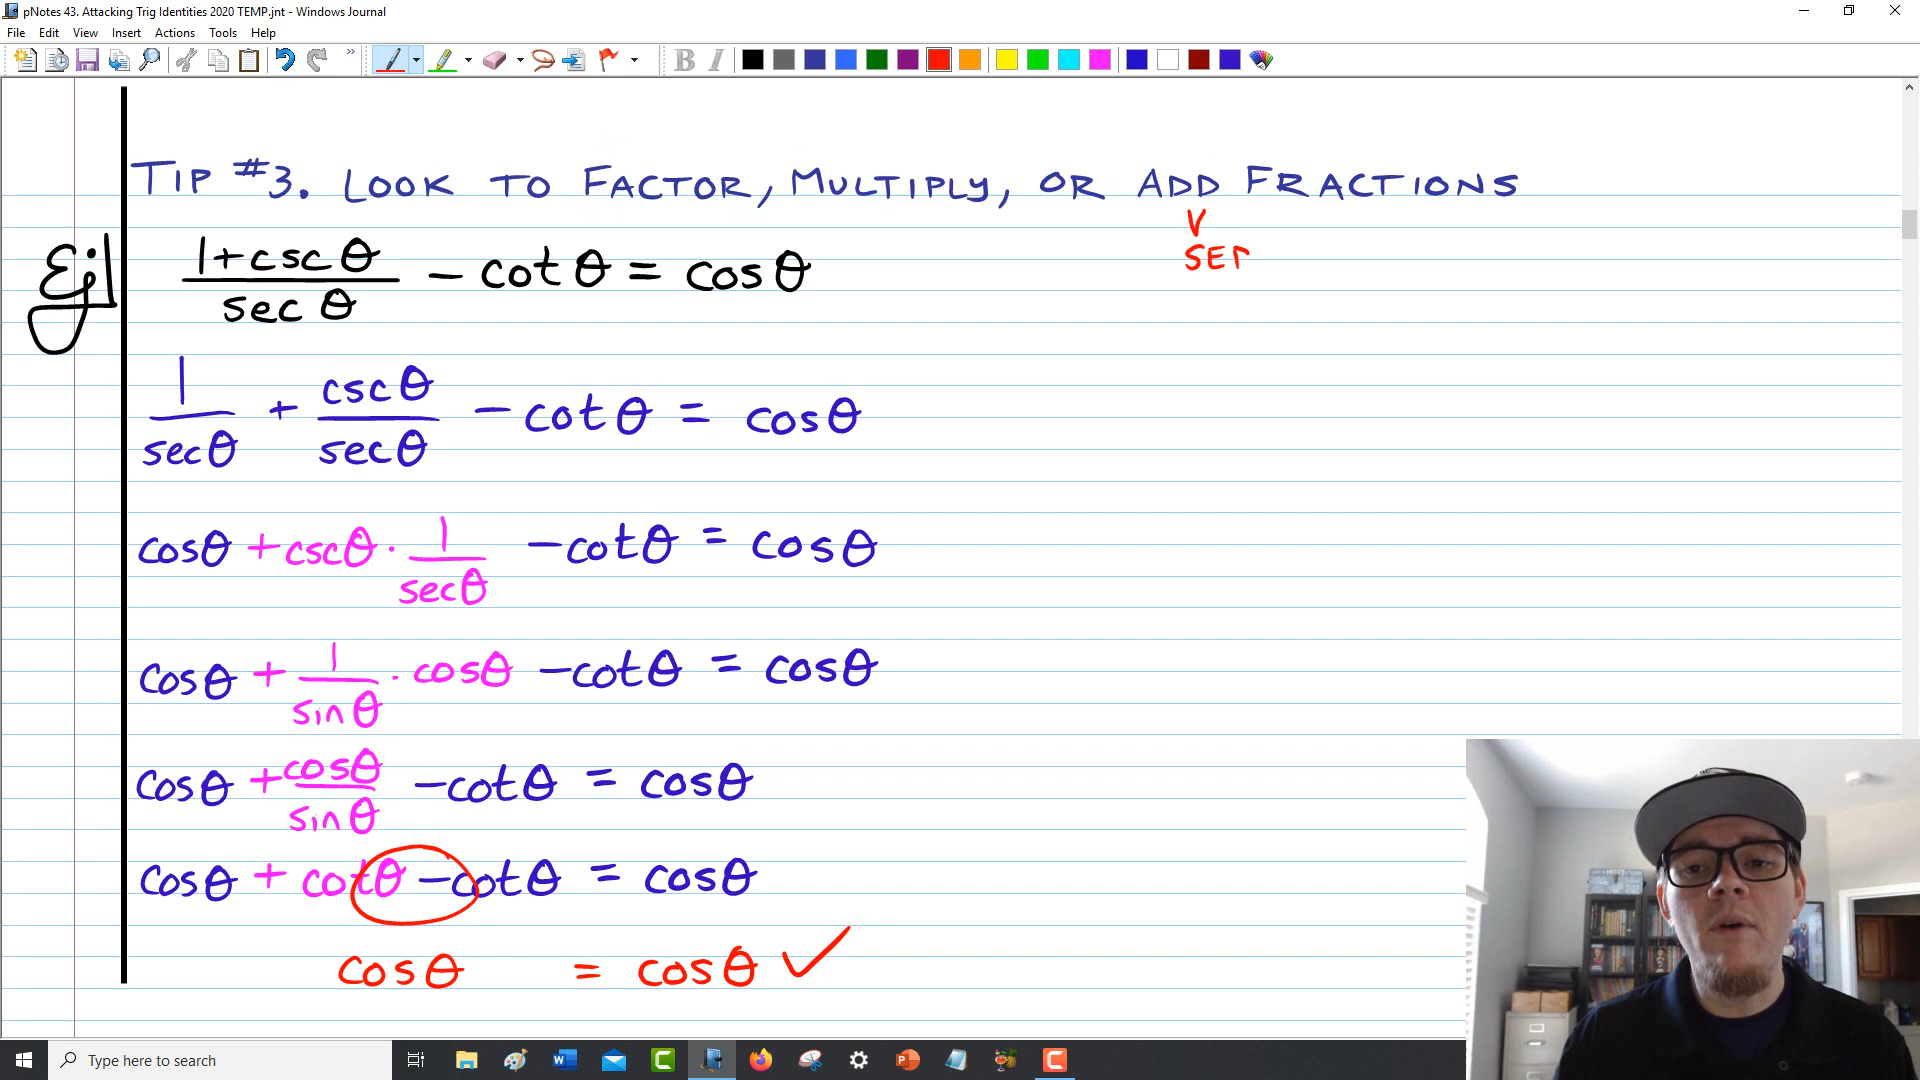 pNotes 43. Attacking Trig Identities 2020 TEMP.jnt - Windows Journal
File Edit View Insert Actions Tools Help
B I
TIP #3. LOOK TO FACTOR, MULTIPLY, OR ADD FRACTIONS
SEP
Ej
(1+cscθ)/(secθ) - cotθ = cosθ
1/secθ + cscθ/secθ - cotθ = cosθ
cosθ + cscθ · 1/secθ - cotθ = cosθ
cosθ + 1/sinθ · cosθ - cotθ = cosθ
cosθ + cosθ/sinθ - cotθ = cosθ
cosθ + cotθ - cotθ = cosθ
cosθ = cosθ ✓
Type here to search